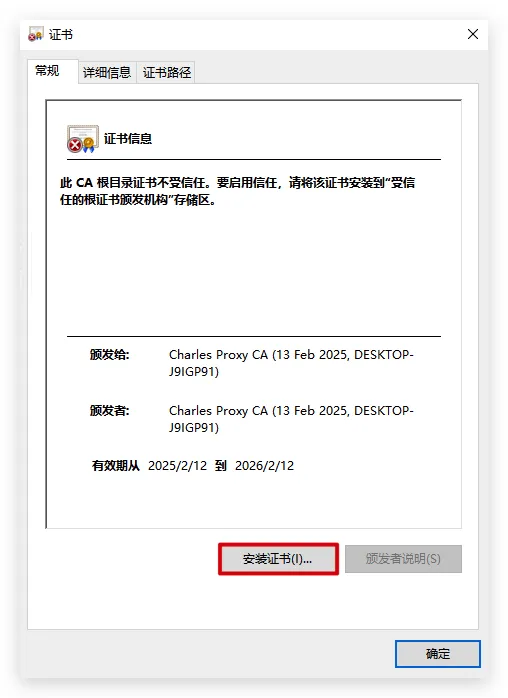 证书
常规
详细信息
证书路径
证书信息
此 CA 根目录证书不受信任。要启用信任，请将该证书安装到“受信
任的根证书颁发机构”存储区。
颁发给: Charles Proxy CA (13 Feb 2025, DESKTOP-
J9IGP91)
颁发者: Charles Proxy CA (13 Feb 2025, DESKTOP-
J9IGP91)
有效期从 2025/2/12 到 2026/2/12
安装证书(I)...
颁发者说明(S)
确定